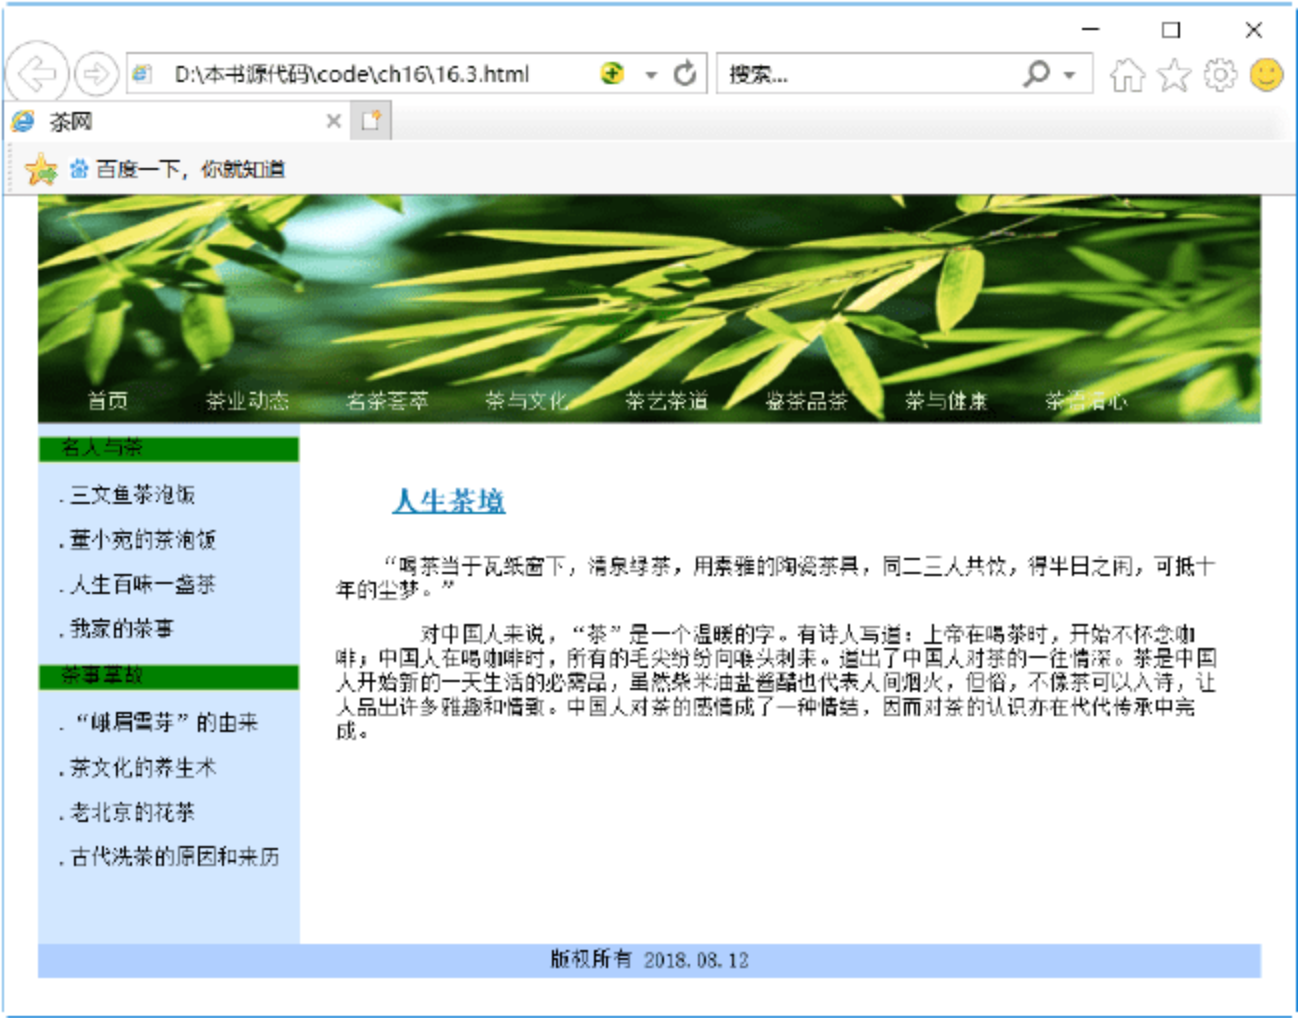 D:\本书源代码\code\ch16\16.3.html
搜索...
茶网
百度一下，你就知道
首页 茶业动态 名茶荟萃 茶与文化 茶艺茶道 鉴茶品茶 茶与健康 茶语清心
名人与茶
. 三文鱼茶泡饭
. 董小宛的茶泡饭
. 人生百味一盏茶
. 我家的茶事
茶事掌故
. “峨眉雪芽”的由来
. 茶文化的养生术
. 老北京的花茶
. 古代洗茶的原因和来历
人生茶境
“喝茶当于瓦纸窗下，清泉绿茶，用素雅的陶瓷茶具，同二三人共饮，得半日之闲，可抵十
年的尘梦。”
对中国人来说，“茶”是一个温暖的字。有诗人写道：上帝在喝茶时，开始不怀念咖
啡；中国人在喝咖啡时，所有的毛尖纷纷向喉头刺来。道出了中国人对茶的一往情深。茶是中国
人开始新的一天生活的必需品，虽然柴米油盐酱醋也代表人间烟火，但俗，不像茶可以入诗，让
人品出许多雅趣和情致。中国人对茶的感情成了一种情结，因而对茶的认识亦在代代传承中完
成。
版权所有 2018.08.12